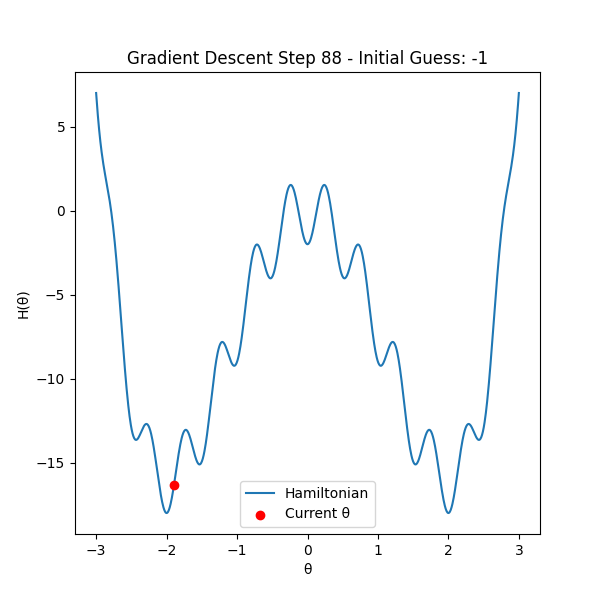 Gradient Descent Step 88 - Initial Guess: -1
H(θ)
5
0
−5
−10
−15
−3
−2
−1
0
1
2
3
θ
Hamiltonian
Current θ